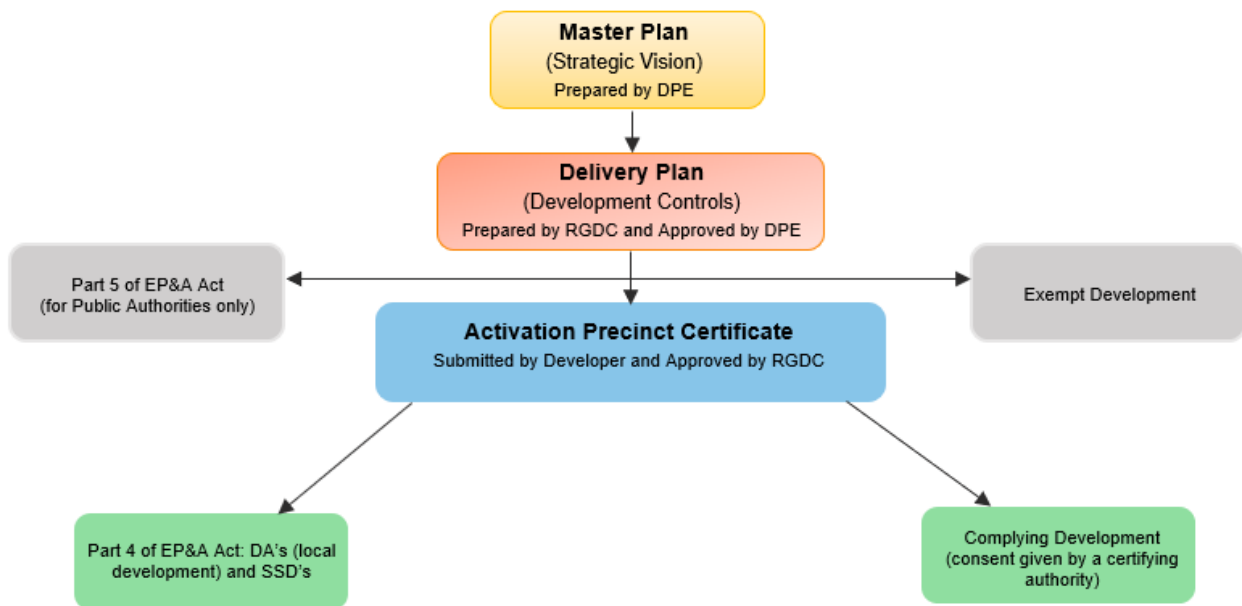 Master Plan
(Strategic Vision)
Prepared by DPE
Delivery Plan
(Development Controls)
Prepared by RGDC and Approved by DPE
Part 5 of EP&A Act
(for Public Authorities only)
Exempt Development
Activation Precinct Certificate
Submitted by Developer and Approved by RGDC
Part 4 of EP&A Act: DA's (local
development) and SSD's
Complying Development
(consent given by a certifying
authority)